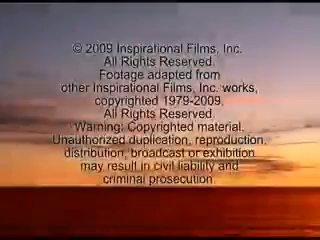 © 2009 Inspirational Films, Inc.
All Rights Reserved.
Footage adapted from
other Inspirational Films, Inc. works,
copyrighted 1979-2009.
All Rights Reserved.
Warning: Copyrighted material.
Unauthorized duplication, reproduction,
distribution, broadcast or exhibition
may result in civil liability and
criminal prosecution.